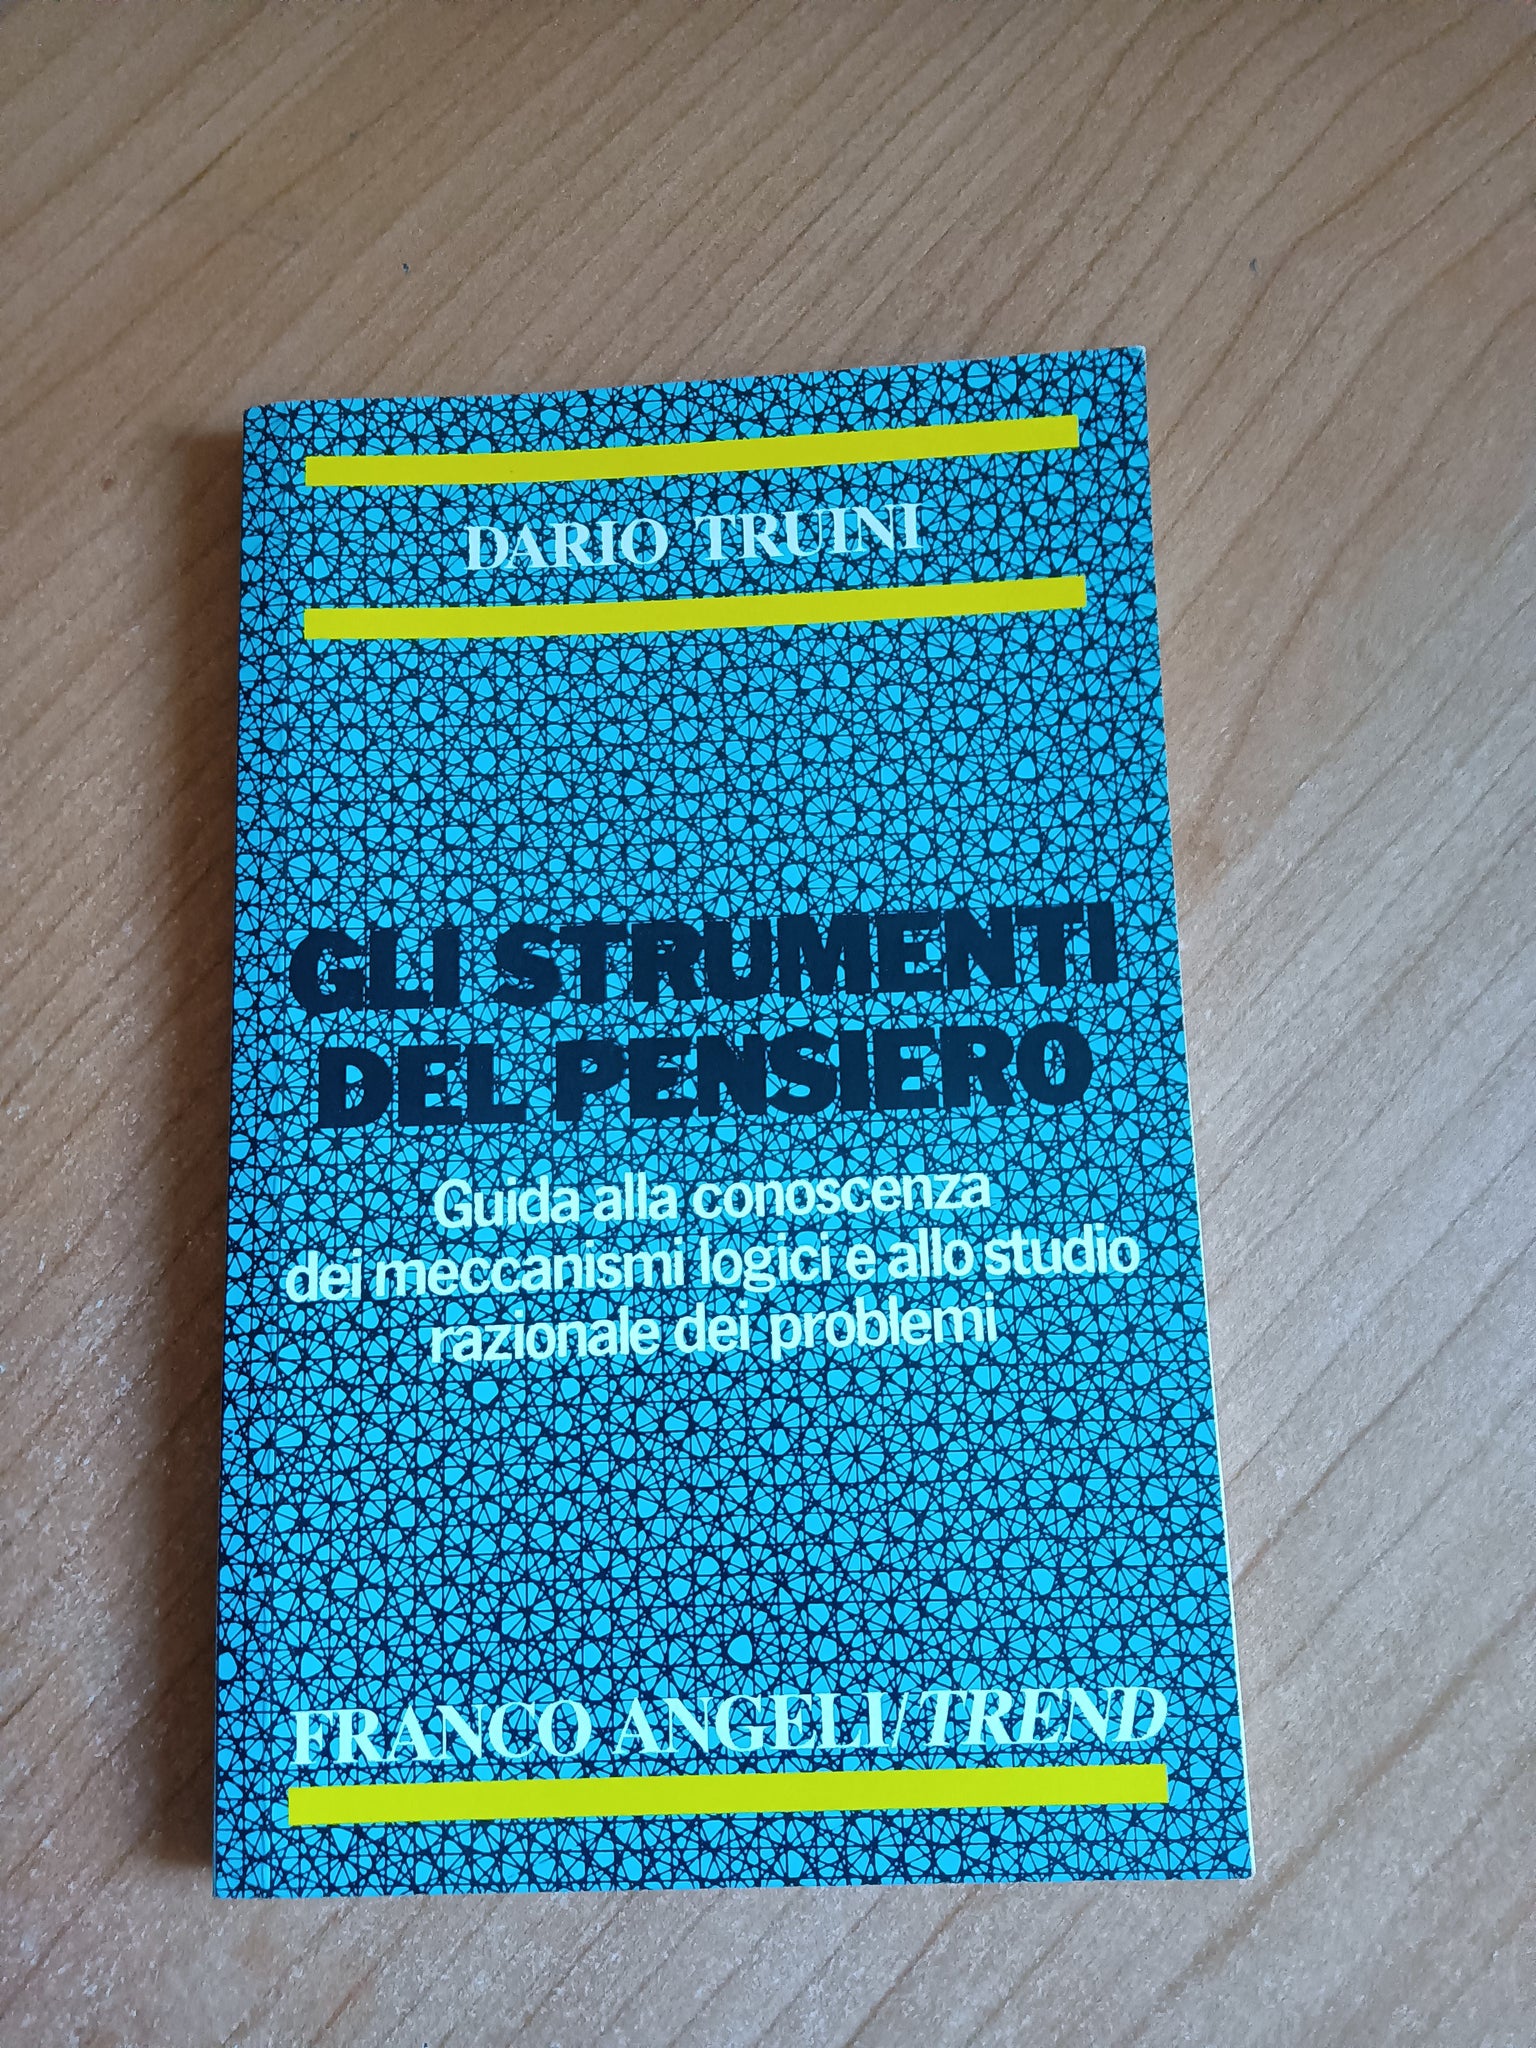 DARIO TRUINI
GLI STRUMENTI
DEL PENSIERO
Guida alla conoscenza
dei meccanismi logici e allo studio
razionale dei problemi
FRANCO ANGELI/TREND